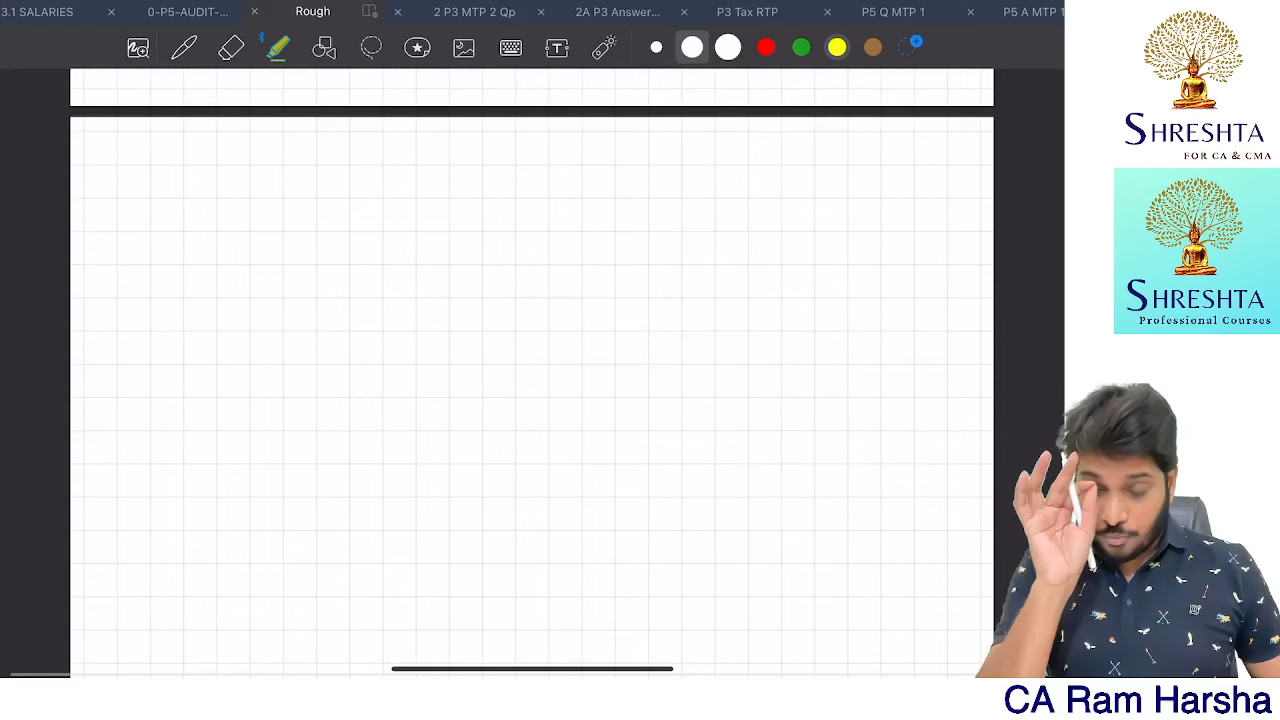 3.1 SALARIES
0-P5-AUDIT-...
Rough
2 P3 MTP 2 Qp
2A P3 Answer...
P3 Tax RTP
P5 Q MTP 1
P5 A MTP 1
T
SHRESHTA
FOR CA & CMA
SHRESHTA
Professional Courses
CA Ram Harsha